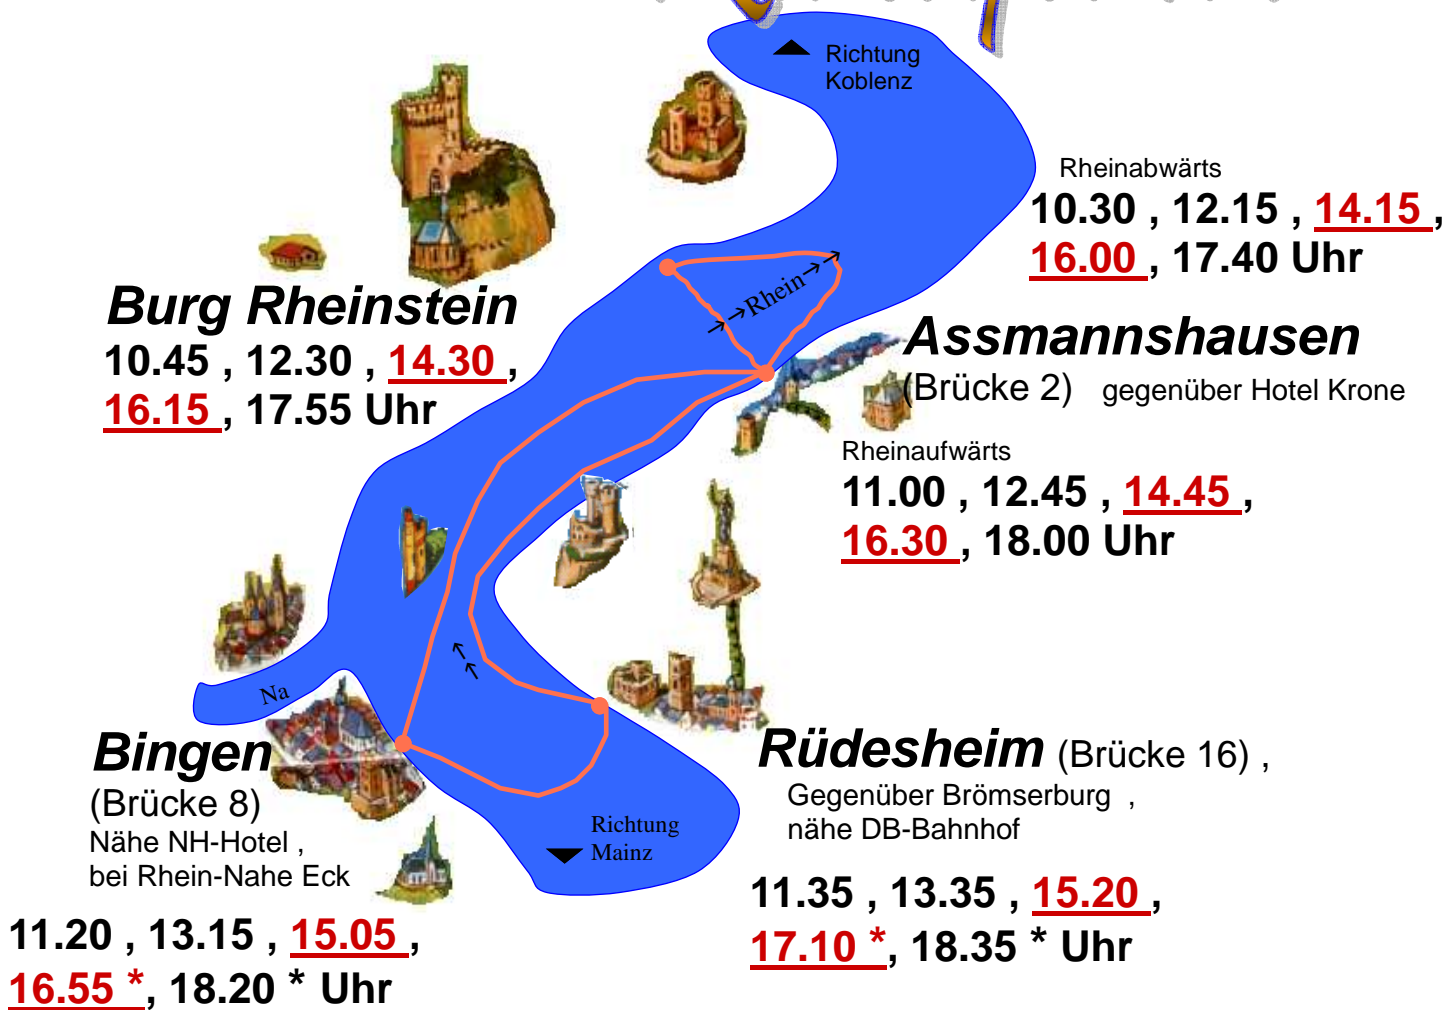 Richtung
Koblenz
Rheinabwärts
10.30 , 12.15 , 14.15 ,
16.00 , 17.40 Uhr
Rhein
Burg Rheinstein
10.45 , 12.30 , 14.30 ,
16.15 , 17.55 Uhr
Assmannshausen
(Brücke 2) gegenüber Hotel Krone
Rheinaufwärts
11.00 , 12.45 , 14.45 ,
16.30 , 18.00 Uhr
Na
Bingen
(Brücke 8)
Nähe NH-Hotel ,
bei Rhein-Nahe Eck
11.20 , 13.15 , 15.05 ,
16.55 * , 18.20 * Uhr
Richtung
Mainz
Rüdesheim (Brücke 16) ,
Gegenüber Brömserburg ,
nähe DB-Bahnhof
11.35 , 13.35 , 15.20 ,
17.10 * , 18.35 * Uhr